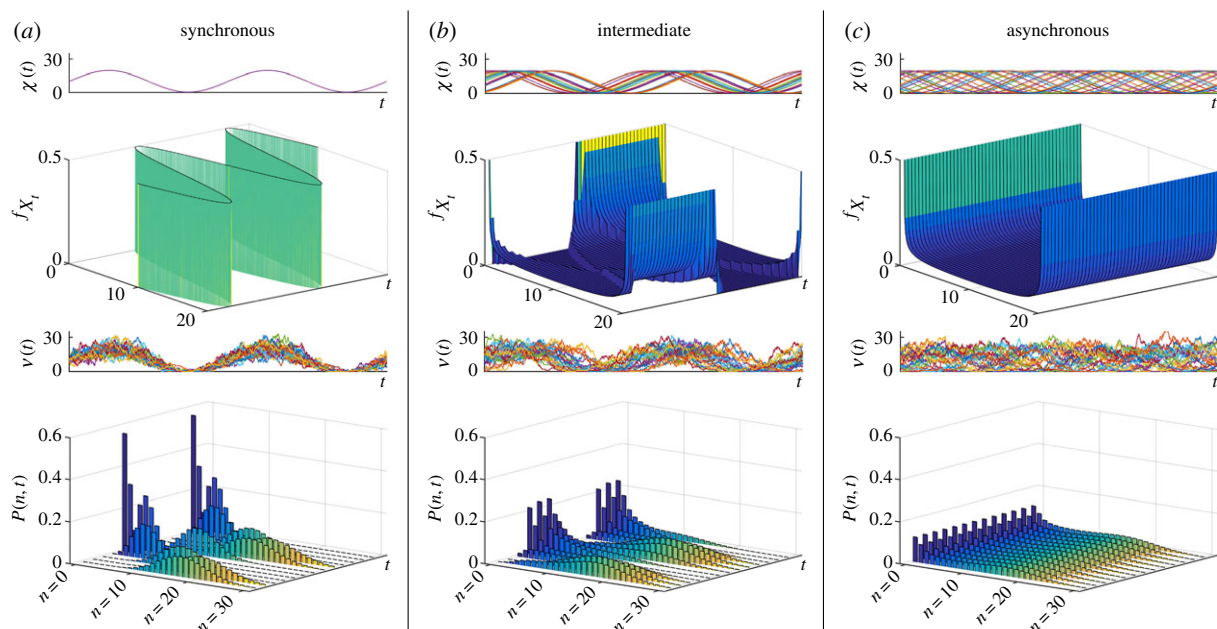 (a) synchronous
30
0
χ(t)
t
0.5
0
f_{X_t}
0
10
20
t
30
0
ν(t)
t
0.6
0.4
0.2
0
P(n, t)
n = 0
n = 10
n = 20
n = 30
t
(b) intermediate
30
0
χ(t)
t
0.5
0
f_{X_t}
0
10
20
t
30
0
ν(t)
t
0.6
0.4
0.2
0
P(n, t)
n = 0
n = 10
n = 20
n = 30
t
(c) asynchronous
30
0
χ(t)
t
0.5
0
f_{X_t}
0
10
20
t
30
0
ν(t)
t
0.6
0.4
0.2
0
P(n, t)
n = 0
n = 10
n = 20
n = 30
t